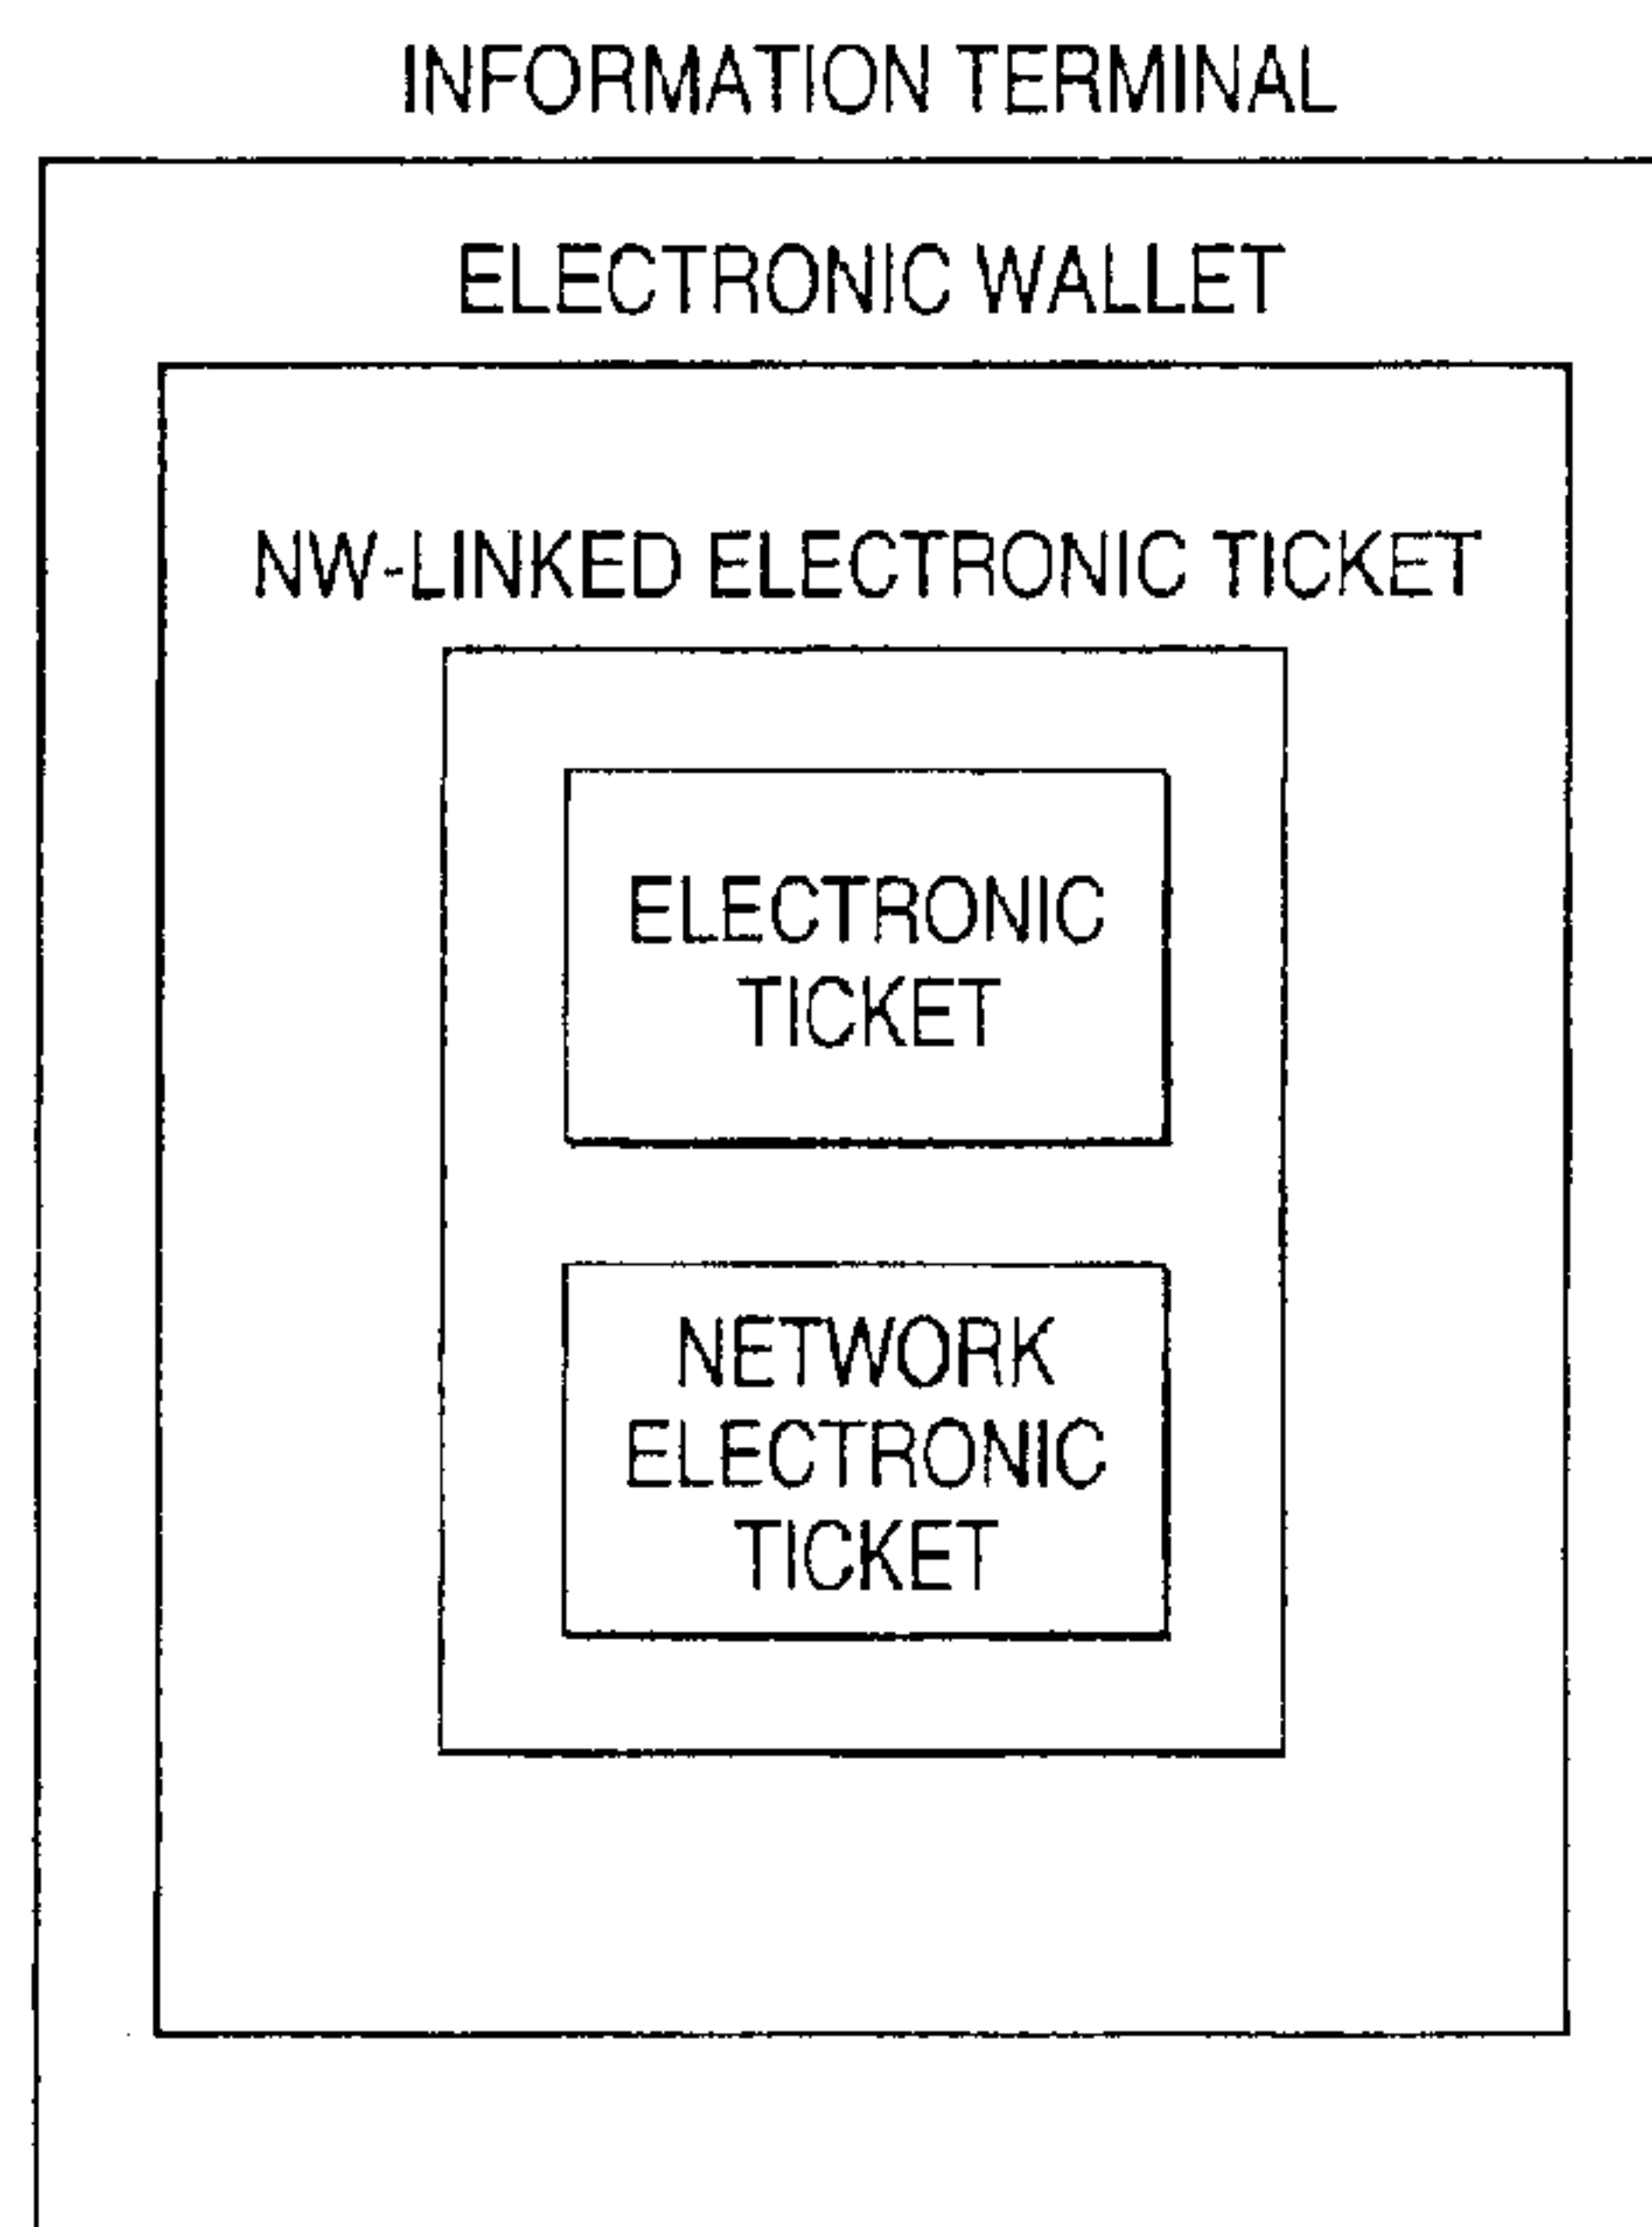 INFORMATION TERMINAL
ELECTRONIC WALLET
NW-LINKED ELECTRONIC TICKET
ELECTRONIC
TICKET
NETWORK
ELECTRONIC
TICKET